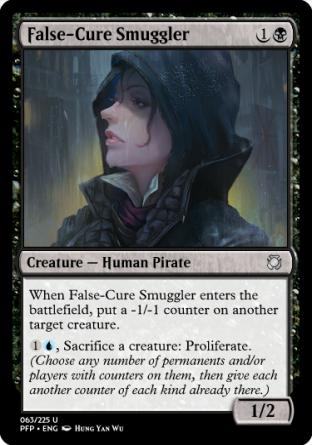 False-Cure Smuggler 1
Creature — Human Pirate
When False-Cure Smuggler enters the
battlefield, put a -1/-1 counter on another
target creature.
1, Sacrifice a creature: Proliferate.
(Choose any number of permanents and/or
players with counters on them, then give each
another counter of each kind already there.)
1/2
063/225 U
PFP • ENG Hung Yan Wu